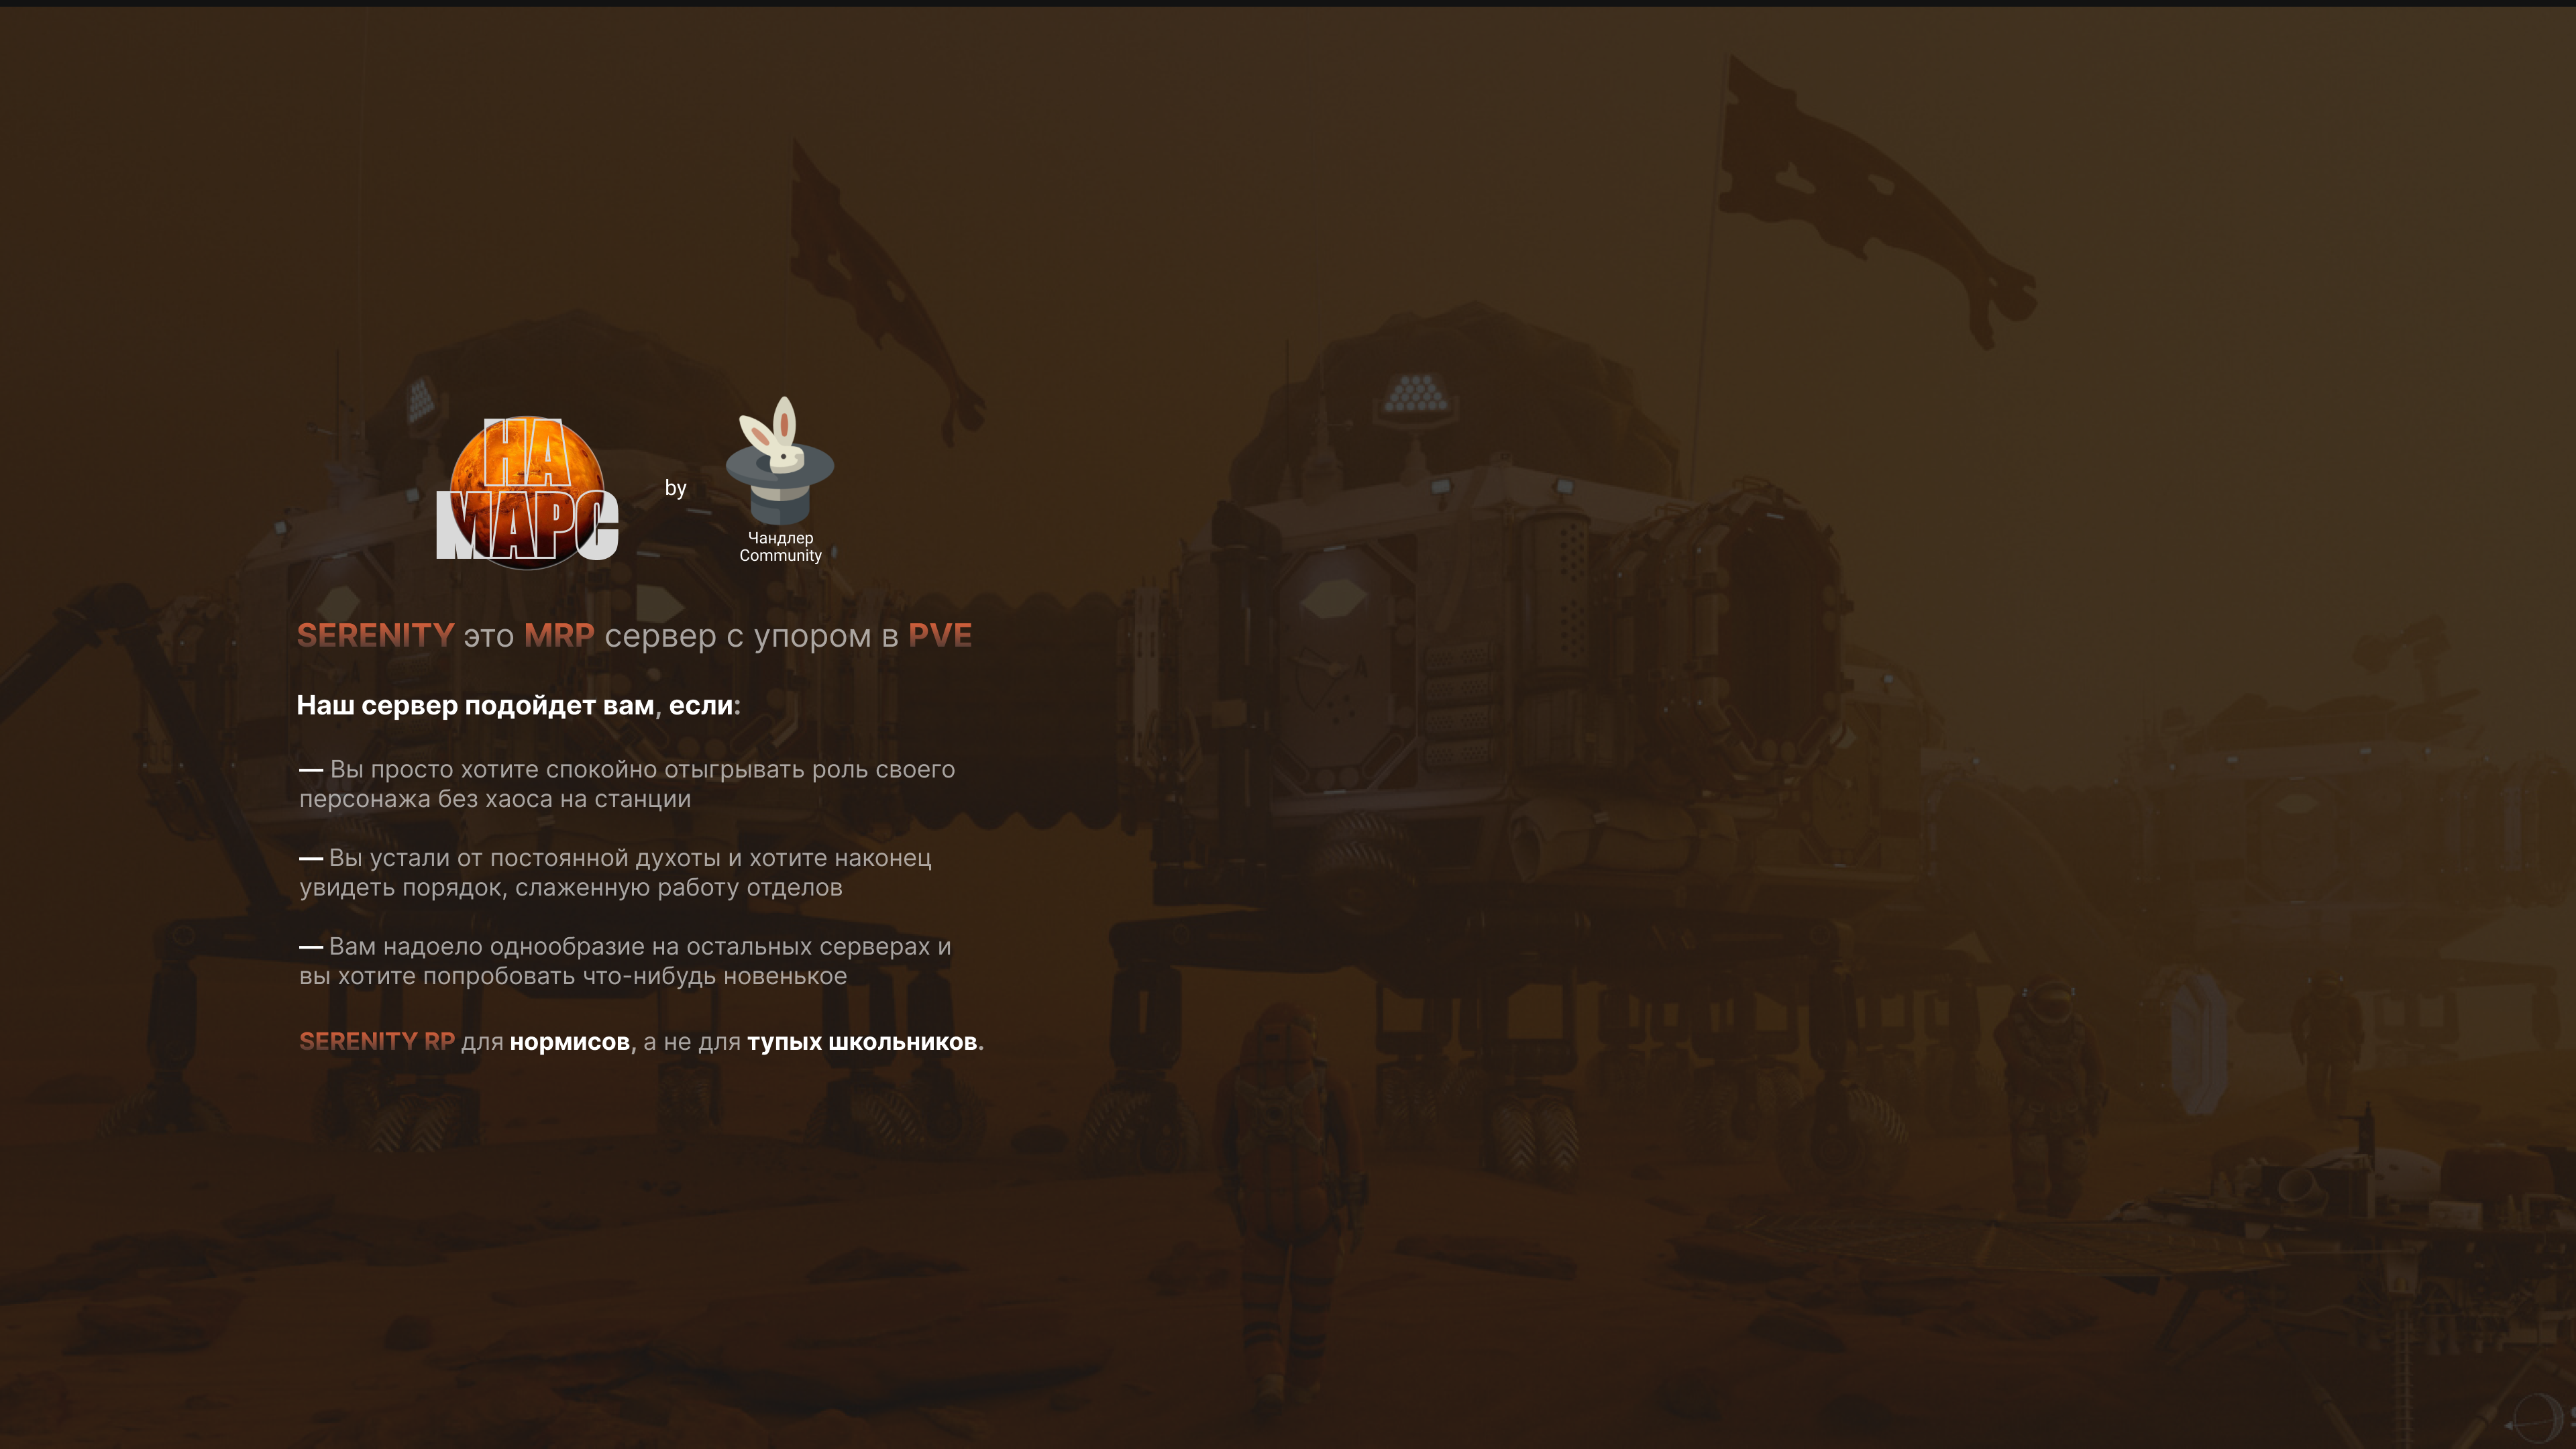 НА
МАРС
by
Чандлер
Community
SERENITY это MRP сервер с упором в PVE
Наш сервер подойдет вам, если:
— Вы просто хотите спокойно отыгрывать роль своего
персонажа без хаоса на станции
— Вы устали от постоянной духоты и хотите наконец
увидеть порядок, слаженную работу отделов
— Вам надоело однообразие на остальных серверах и
вы хотите попробовать что-нибудь новенькое
SERENITY RP для нормисов, а не для тупых школьников.